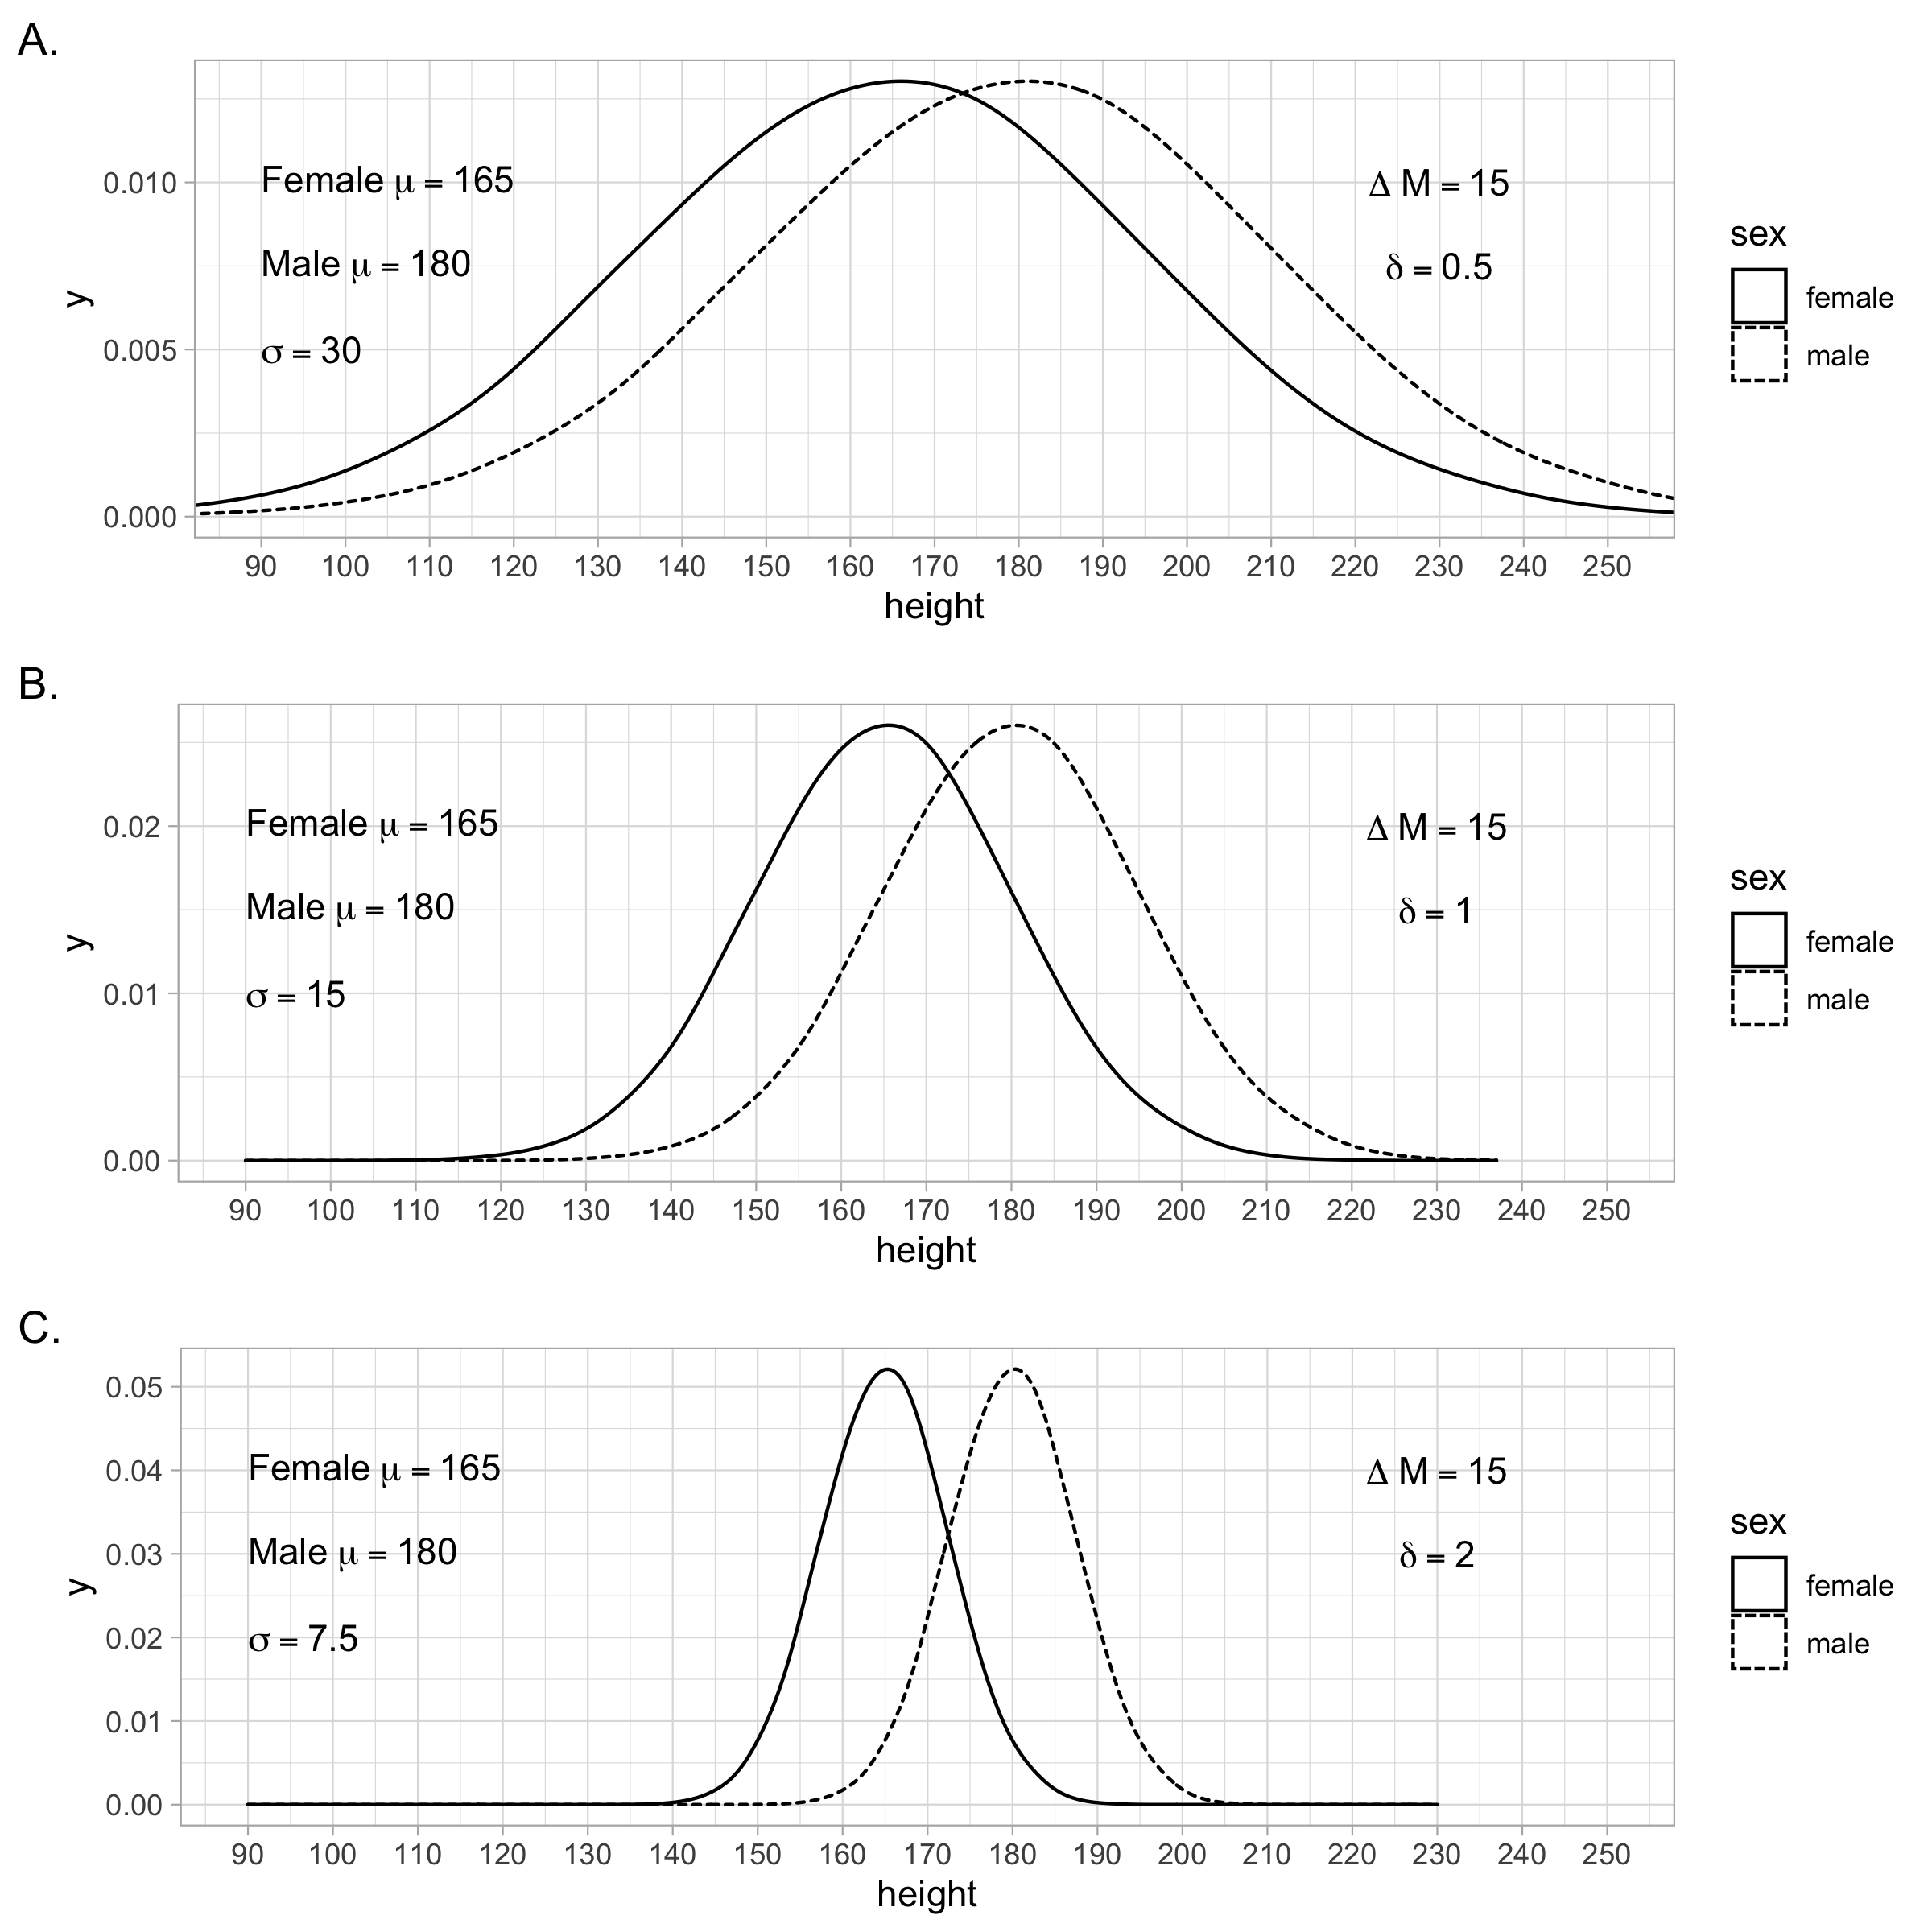 A.
Female μ = 165
Δ M = 15
Male μ = 180
δ = 0.5
σ = 30
y
0.010
0.005
0.000
90 100 110 120 130 140 150 160 170 180 190 200 210 220 230 240 250
height
sex
female
male
B.
Female μ = 165
Δ M = 15
Male μ = 180
δ = 1
σ = 15
y
0.02
0.01
0.00
90 100 110 120 130 140 150 160 170 180 190 200 210 220 230 240 250
height
sex
female
male
C.
Female μ = 165
Δ M = 15
Male μ = 180
δ = 2
σ = 7.5
y
0.05
0.04
0.03
0.02
0.01
0.00
90 100 110 120 130 140 150 160 170 180 190 200 210 220 230 240 250
height
sex
female
male